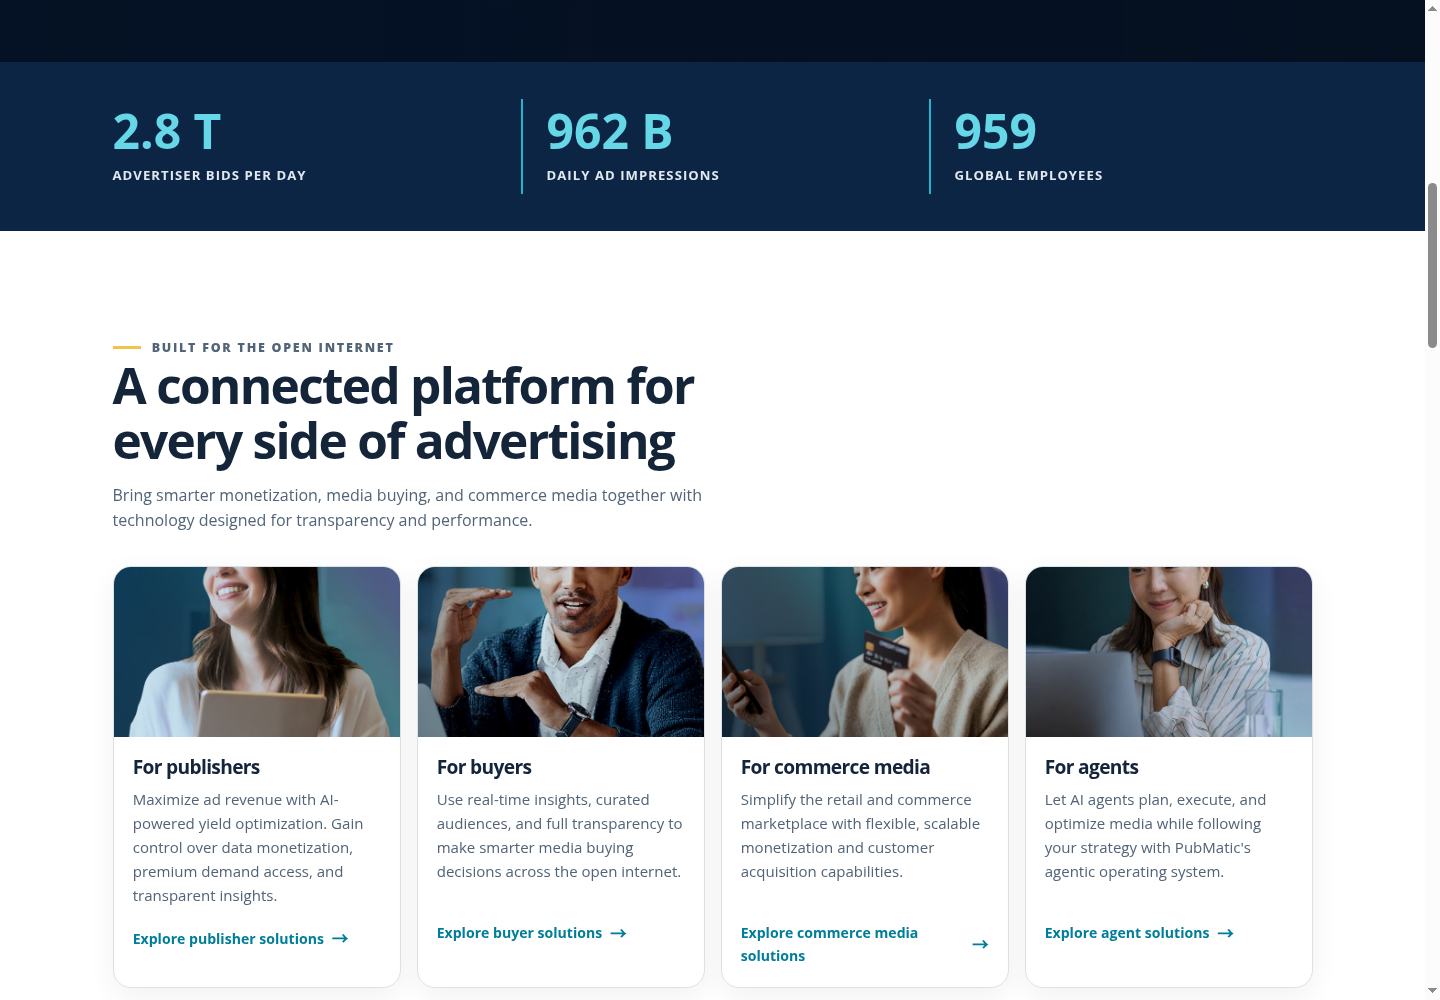 2.8 T
ADVERTISER BIDS PER DAY
962 B
DAILY AD IMPRESSIONS
959
GLOBAL EMPLOYEES
BUILT FOR THE OPEN INTERNET
A connected platform for
every side of advertising
Bring smarter monetization, media buying, and commerce media together with
technology designed for transparency and performance.
For publishers
Maximize ad revenue with AI-
powered yield optimization. Gain
control over data monetization,
premium demand access, and
transparent insights.
Explore publisher solutions →
For buyers
Use real-time insights, curated
audiences, and full transparency to
make smarter media buying
decisions across the open internet.
Explore buyer solutions →
For commerce media
Simplify the retail and commerce
marketplace with flexible, scalable
monetization and customer
acquisition capabilities.
Explore commerce media
solutions →
For agents
Let AI agents plan, execute, and
optimize media while following
your strategy with PubMatic's
agentic operating system.
Explore agent solutions →